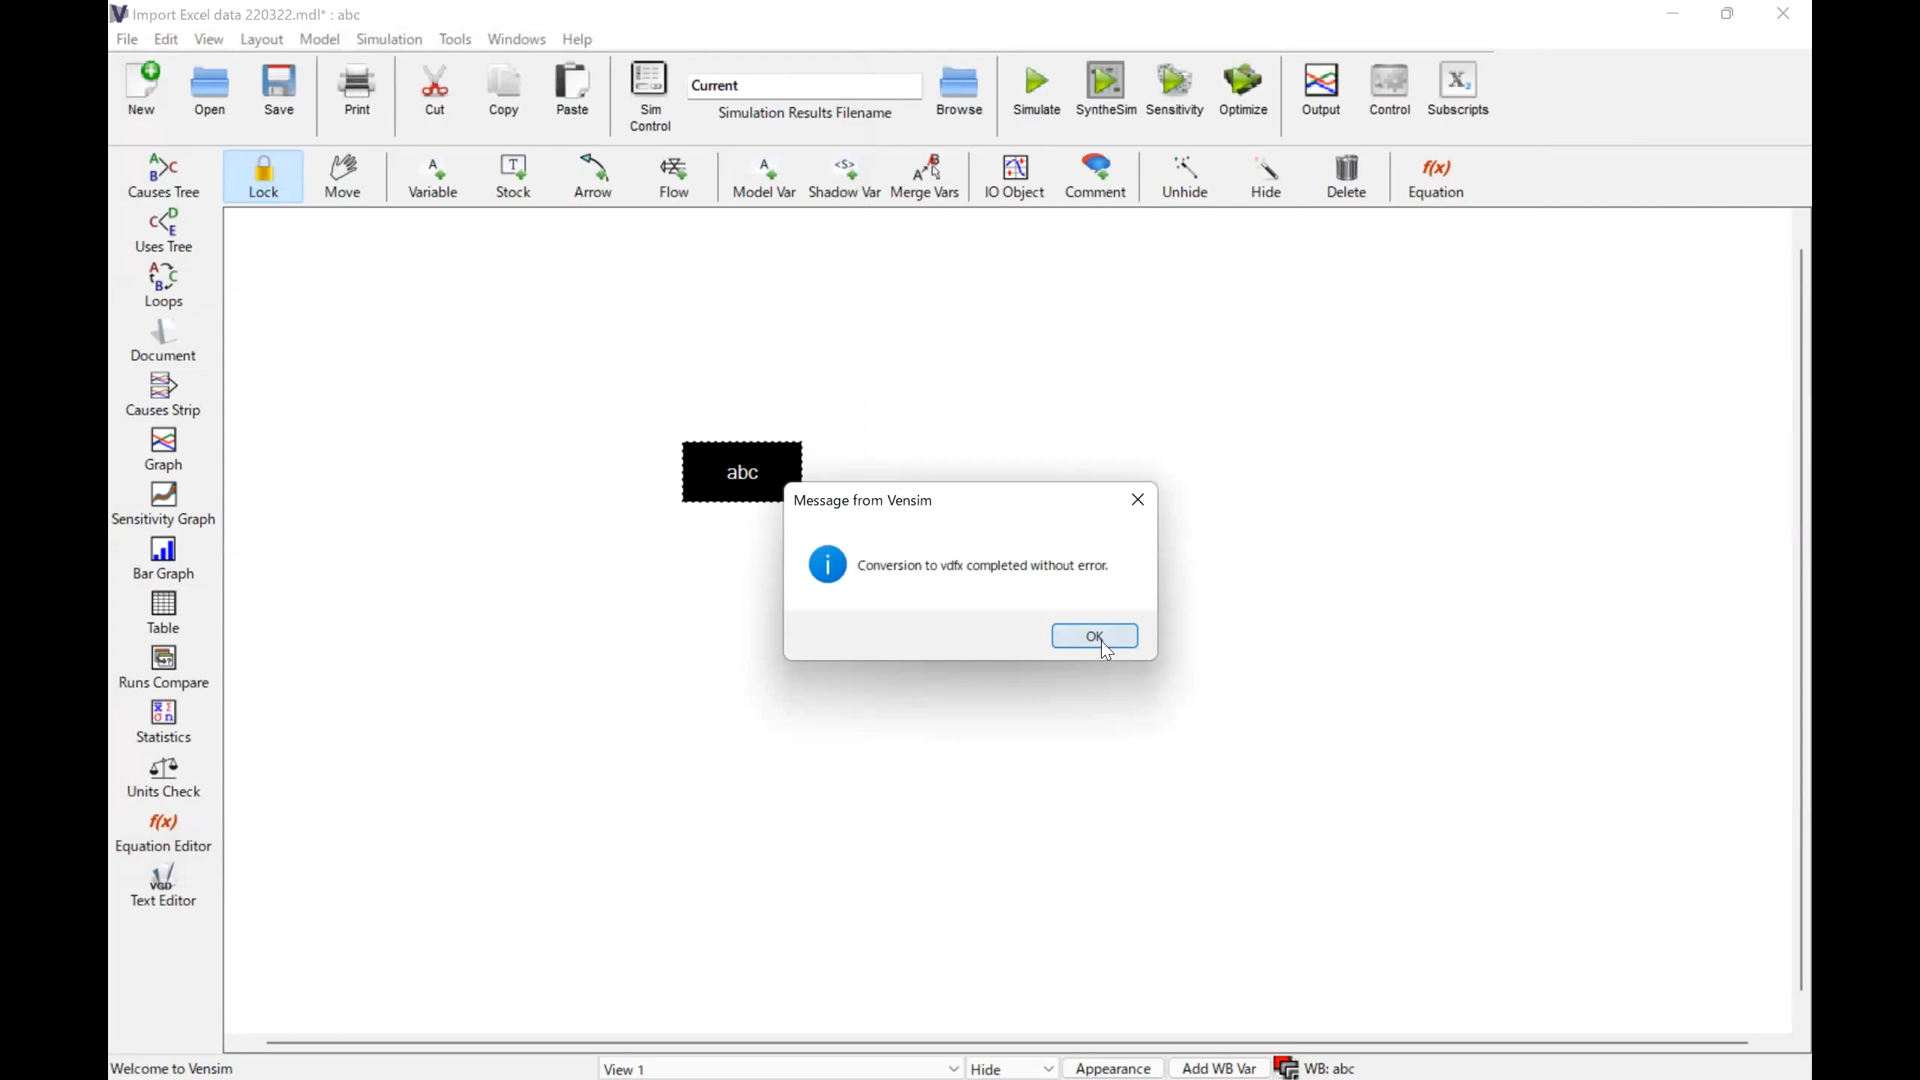 Import Excel data 220322.mdl* : abc
File Edit View Layout Model Simulation Tools Windows Help
New Open Save Print Cut Copy Paste Sim Control Current Simulation Results Filename Browse Simulate SyntheSim Sensitivity Optimize Output Control Subscripts
Lock Move Variable Stock Arrow Flow Model Var Shadow Var Merge Vars IO Object Comment Unhide Hide Delete Equation
Causes Tree
Uses Tree
Loops
Document
Causes Strip
Graph
Sensitivity Graph
Bar Graph
Table
Runs Compare
Statistics
Units Check
f(x)
Equation Editor
VGD
Text Editor
abc
Message from Vensim
Conversion to vdfx completed without error.
OK
Welcome to Vensim View 1 Hide Appearance Add WB Var WB: abc